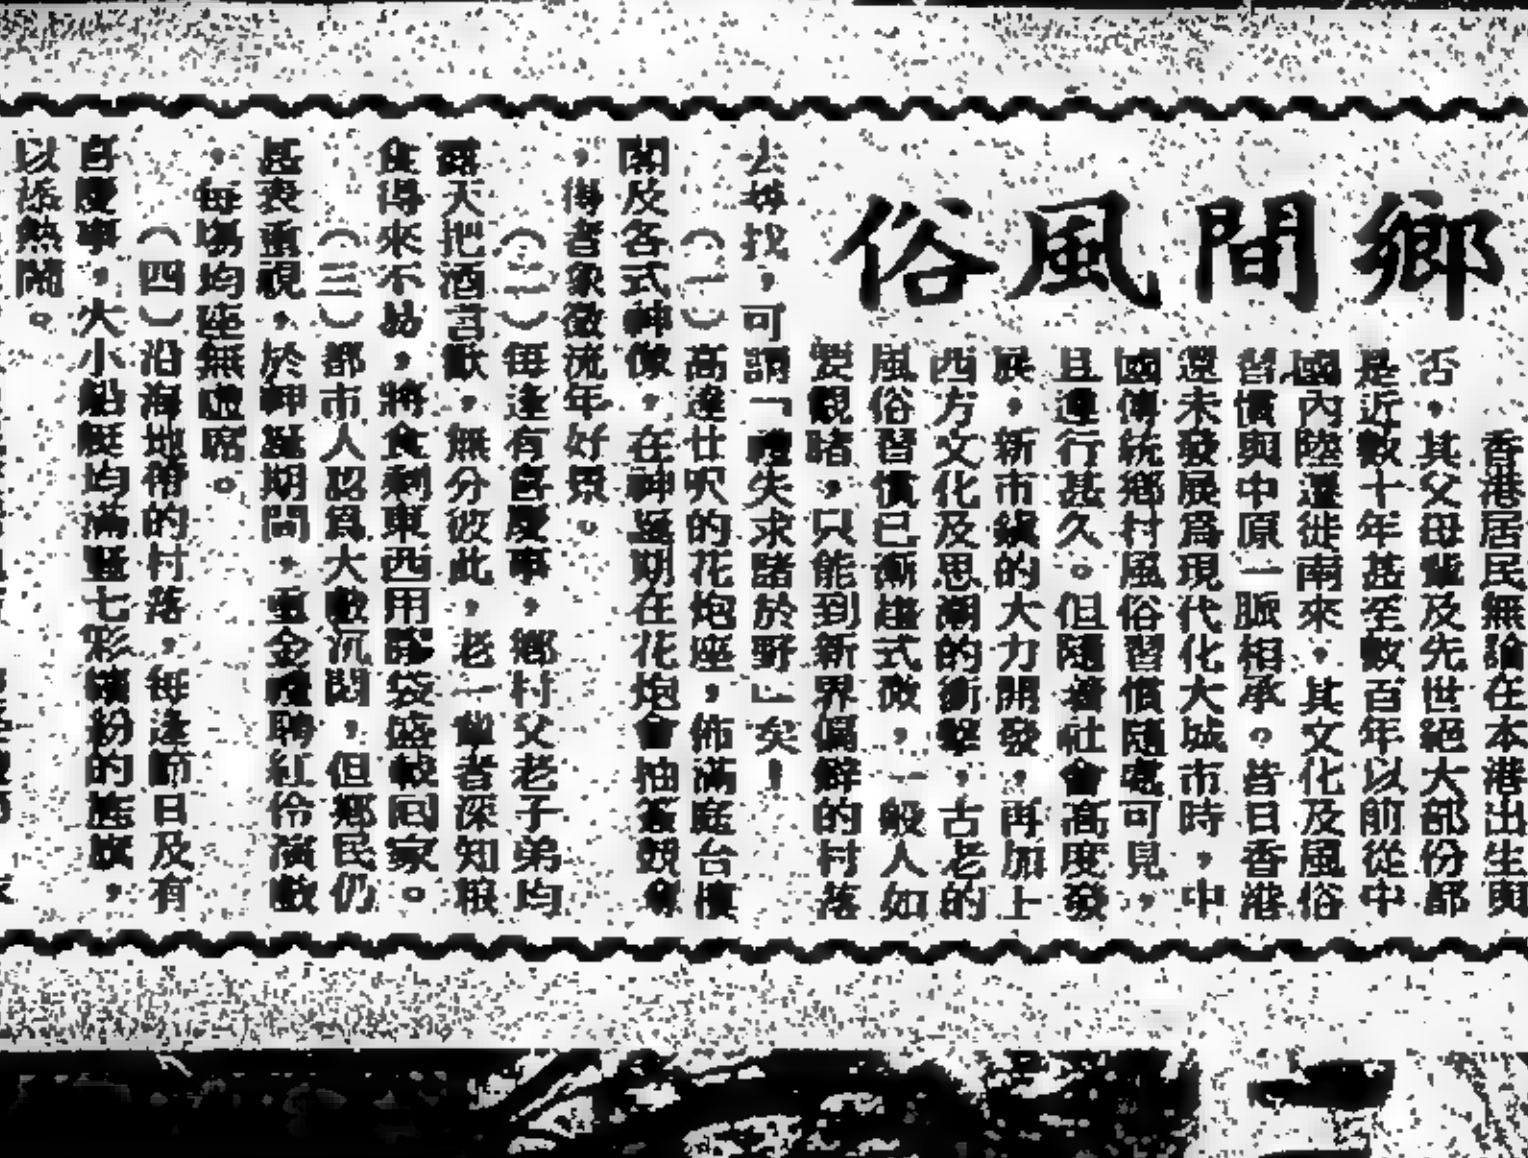 鄉間風俗
香港居民無論在本港出生與
否，其父母輩及先世絕大部份都
是近數十年甚至數百年以前從中
國內陸遷徙南來，其文化及風俗
習慣與中原一脈相承。昔日香港
還未發展爲現代化大城市時，中
國傳統鄉村風俗習慣隨處可見，
且運行甚久。但隨著社會高度發
展，新市鎮的大力開發，再加上
西方文化及思潮的衝擊，古老的
風俗習慣已漸趨式微，一般人如
要觀睹，只能到新界偏僻的村落
去尋找，可謂「禮失求諸於野」矣！
（一）高達廿呎的花炮座，佈滿庭台樓
閣及各式神像，在神誕期在花炮會抽簽競
，得者象徵流年好景。
（二）每逢有喜慶事，鄉村父老子弟均
露天把酒言歡，無分彼此，老一輩者深知
食得來不易，將食剩東西用膠袋盛載囘家。
（三）都市人認爲大戲沉悶，但鄉民仍
甚表重視，於神誕期間，重金禮聘紅伶演戲
，每場均座無虛席。
（四）沿海地帶的村落，每逢節日及有
喜慶事，大小船艇均滿豎七彩繽紛的旌旗，
以添熱鬧。